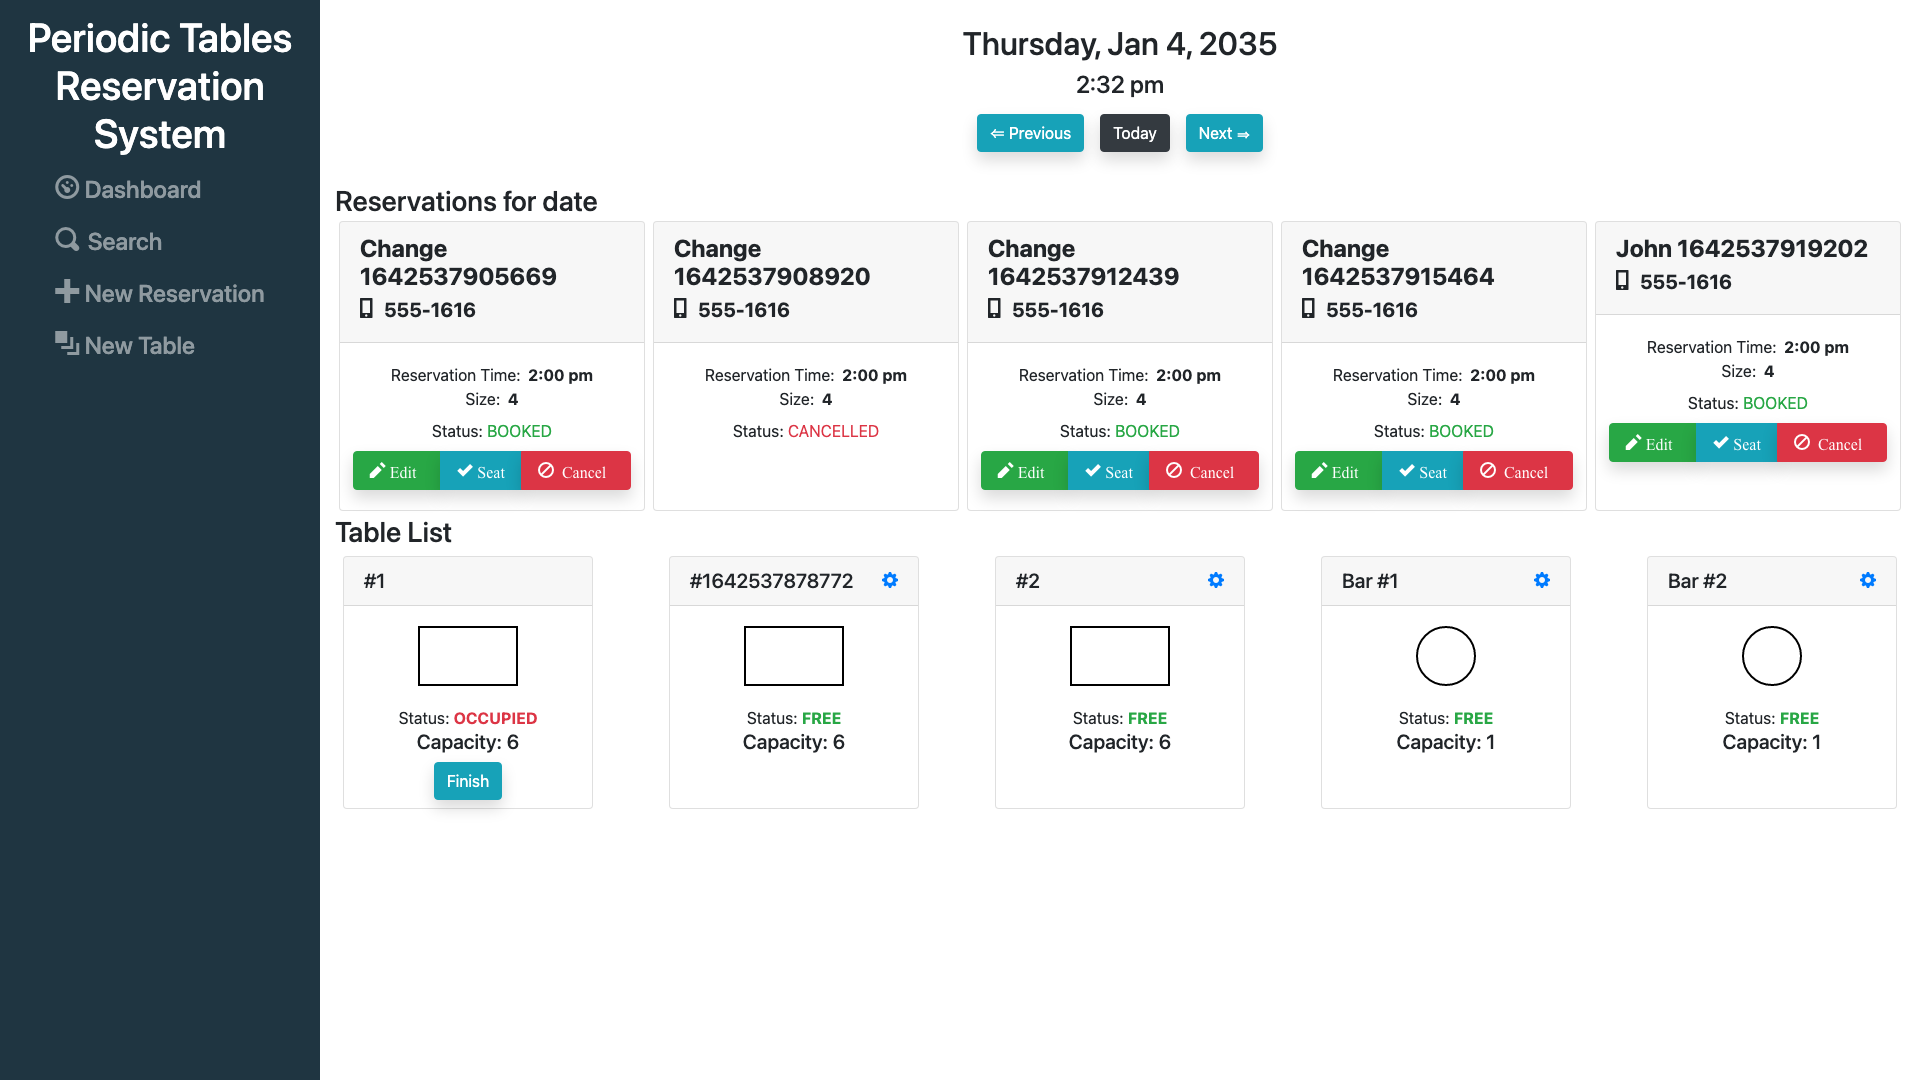 Periodic Tables
Reservation
System
Dashboard
Search
New Reservation
New Table
Thursday, Jan 4, 2035
2:32 pm
⇐ Previous
Today
Next ⇒
Reservations for date
Change
1642537905669
555-1616
Reservation Time: 2:00 pm
Size: 4
Status: BOOKED
Edit
Seat
Cancel
Change
1642537908920
555-1616
Reservation Time: 2:00 pm
Size: 4
Status: CANCELLED
Change
1642537912439
555-1616
Reservation Time: 2:00 pm
Size: 4
Status: BOOKED
Edit
Seat
Cancel
Change
1642537915464
555-1616
Reservation Time: 2:00 pm
Size: 4
Status: BOOKED
Edit
Seat
Cancel
John 1642537919202
555-1616
Reservation Time: 2:00 pm
Size: 4
Status: BOOKED
Edit
Seat
Cancel
Table List
#1
Status: OCCUPIED
Capacity: 6
Finish
#1642537878772
Status: FREE
Capacity: 6
#2
Status: FREE
Capacity: 6
Bar #1
Status: FREE
Capacity: 1
Bar #2
Status: FREE
Capacity: 1